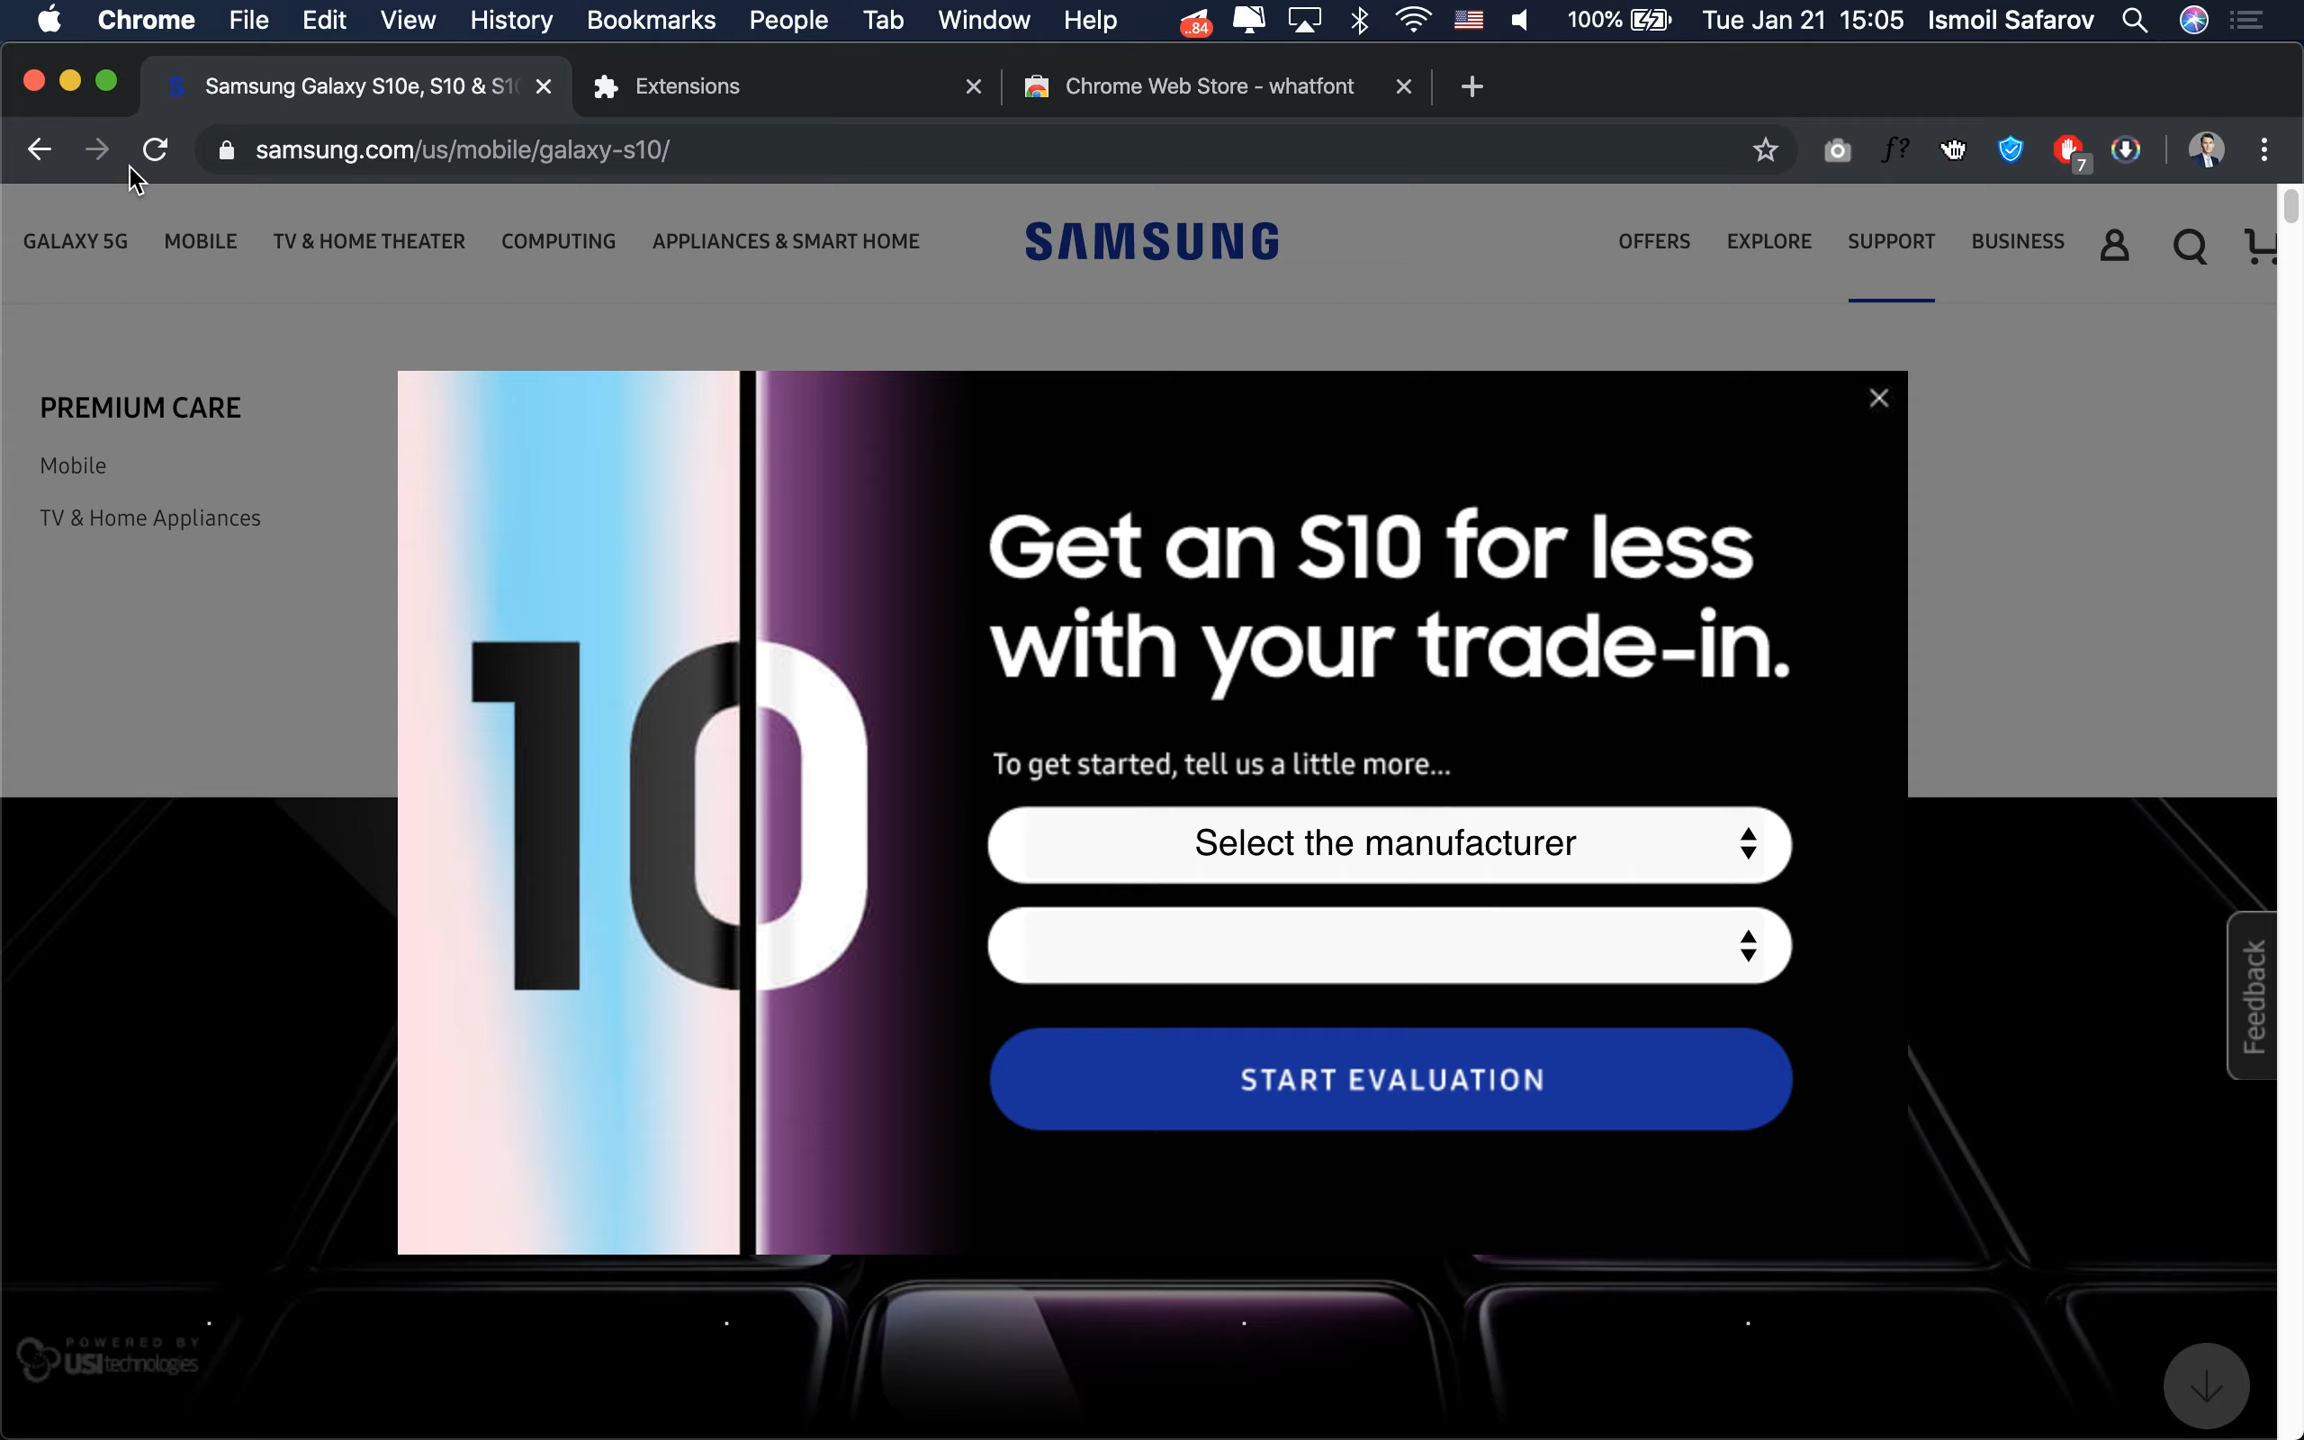 Chrome File Edit View History Bookmarks People Tab Window Help ..84 100% Tue Jan 21 15:05 Ismoil Safarov
Samsung Galaxy S10e, S10 & S10 Extensions Chrome Web Store - whatfont
samsung.com/us/mobile/galaxy-s10/ f? 7
GALAXY 5G MOBILE TV & HOME THEATER COMPUTING APPLIANCES & SMART HOME SAMSUNG OFFERS EXPLORE SUPPORT BUSINESS
PREMIUM CARE
Mobile
TV & Home Appliances
10
Get an S10 for less
with your trade-in.
To get started, tell us a little more...
Select the manufacturer
START EVALUATION
Feedback
POWERED BY
USI technologies